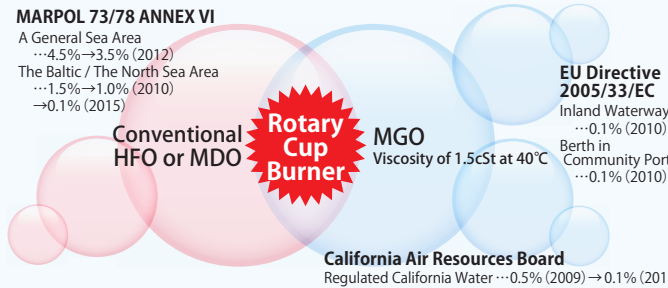 MARPOL 73/78 ANNEX VI
A General Sea Area
…4.5%→3.5% (2012)
The Baltic / The North Sea Area
…1.5%→1.0% (2010)
→0.1% (2015)
Conventional
HFO or MDO
Rotary
Cup
Burner
MGO
Viscosity of 1.5cSt at 40℃
EU Directive
2005/33/EC
Inland Waterway
…0.1% (2010)
Berth in
Community Port
…0.1% (2010)
California Air Resources Board
Regulated California Water …0.5% (2009) → 0.1% (201